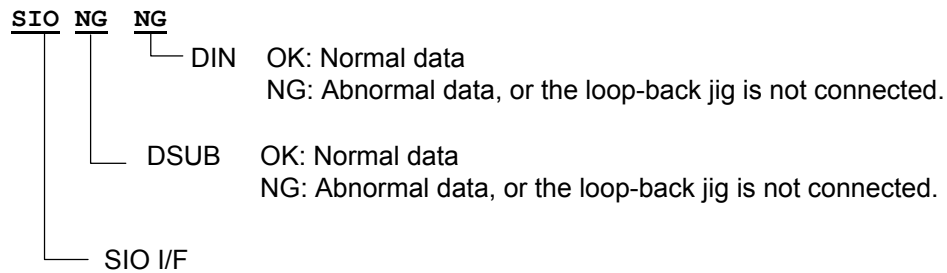 SIO NG NG
DIN OK: Normal data
NG: Abnormal data, or the loop-back jig is not connected.
DSUB OK: Normal data
NG: Abnormal data, or the loop-back jig is not connected.
SIO I/F